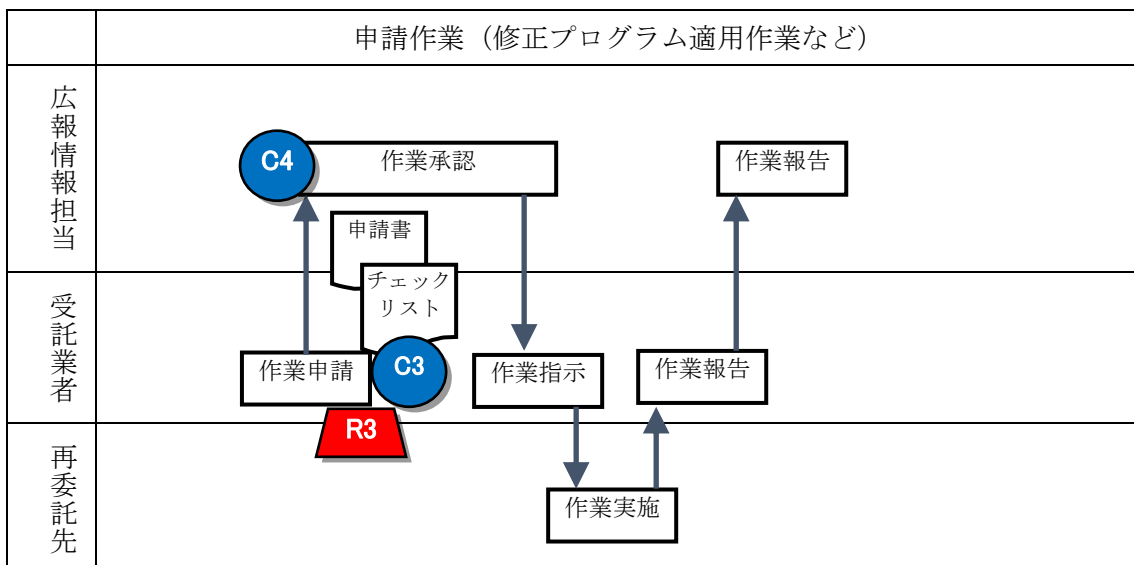 申請作業（修正プログラム適用作業など）
広報情報担当
C4
作業承認
作業報告
申請書
チェック
リスト
受託業者
作業申請
C3
作業指示
作業報告
R3
再委託先
作業実施